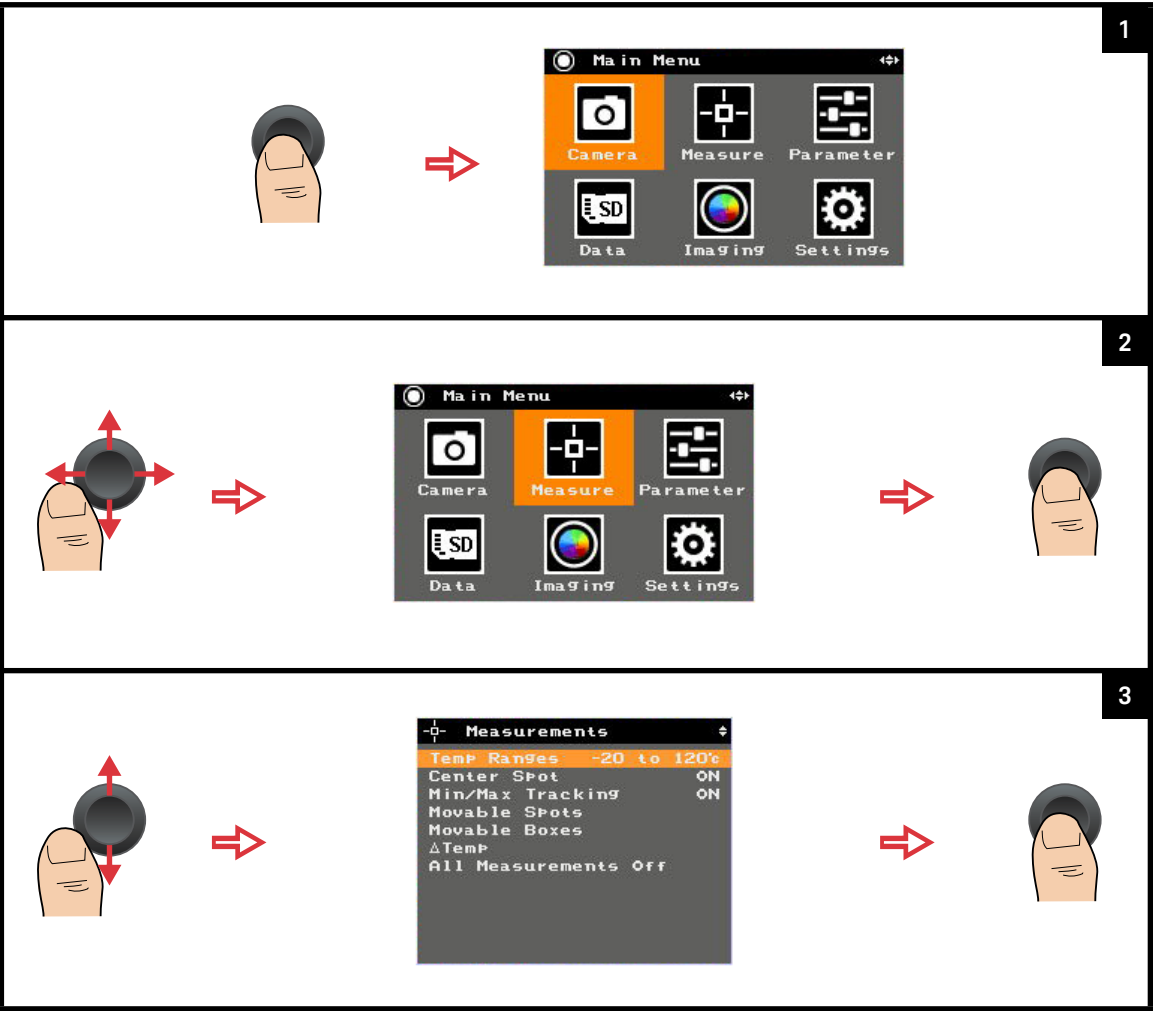 1
Main Menu
Camera Measure Parameter
SD
Data Imaging Settings
2
Main Menu
Camera Measure Parameter
SD
Data Imaging Settings
3
Measurements
Temp Ranges -20 to 120℃
Center Spot ON
Min/Max Tracking ON
Movable Spots
Movable Boxes
ΔTemp
All Measurements Off